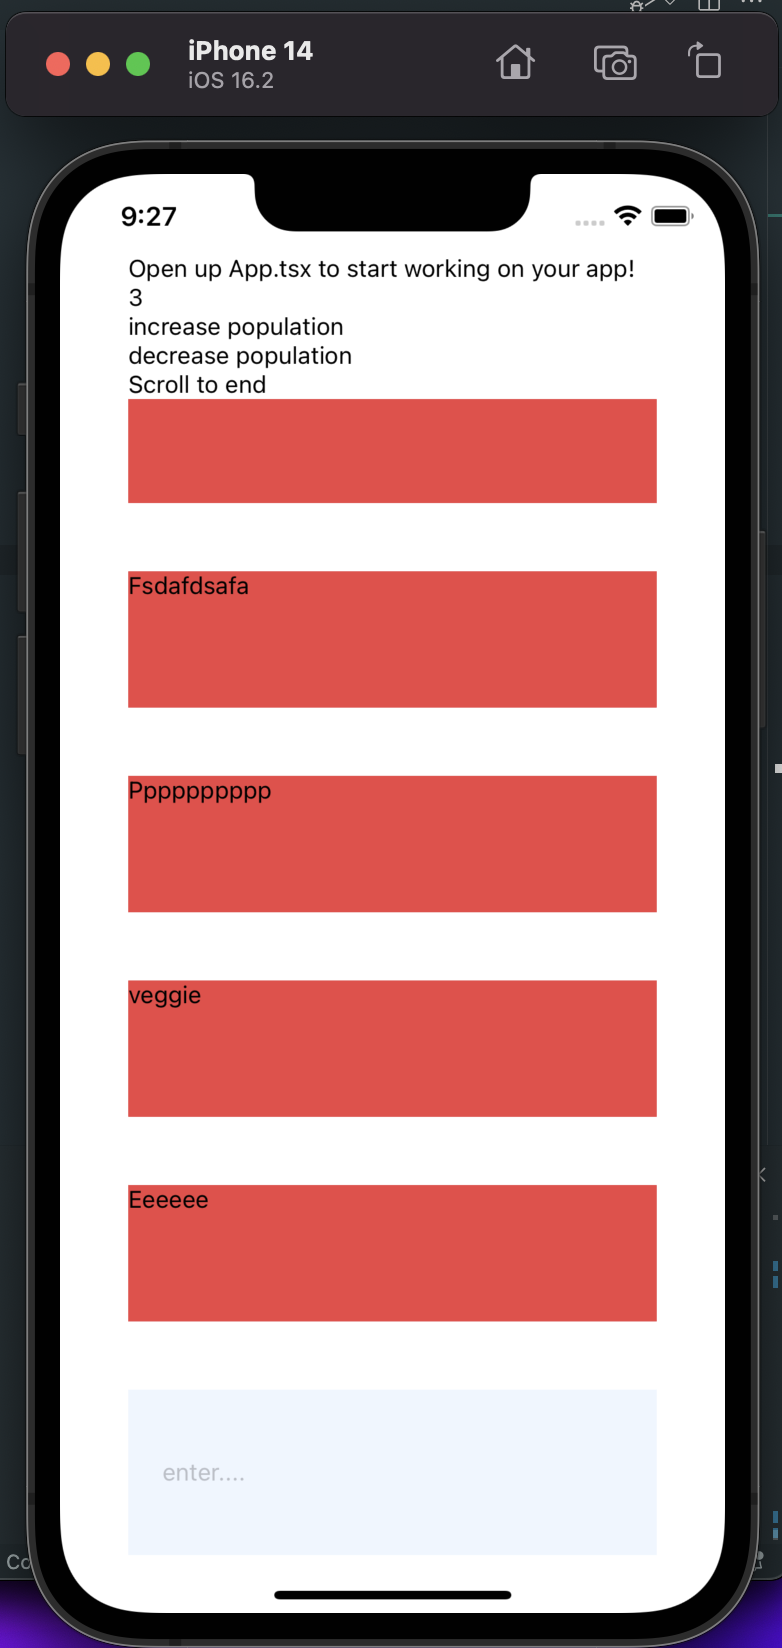 iPhone 14
iOS 16.2
9:27
Open up App.tsx to start working on your app!
3
increase population
decrease population
Scroll to end
Fsdafdsafa
Pppppppppp
veggie
Eeeeee
enter....
Co